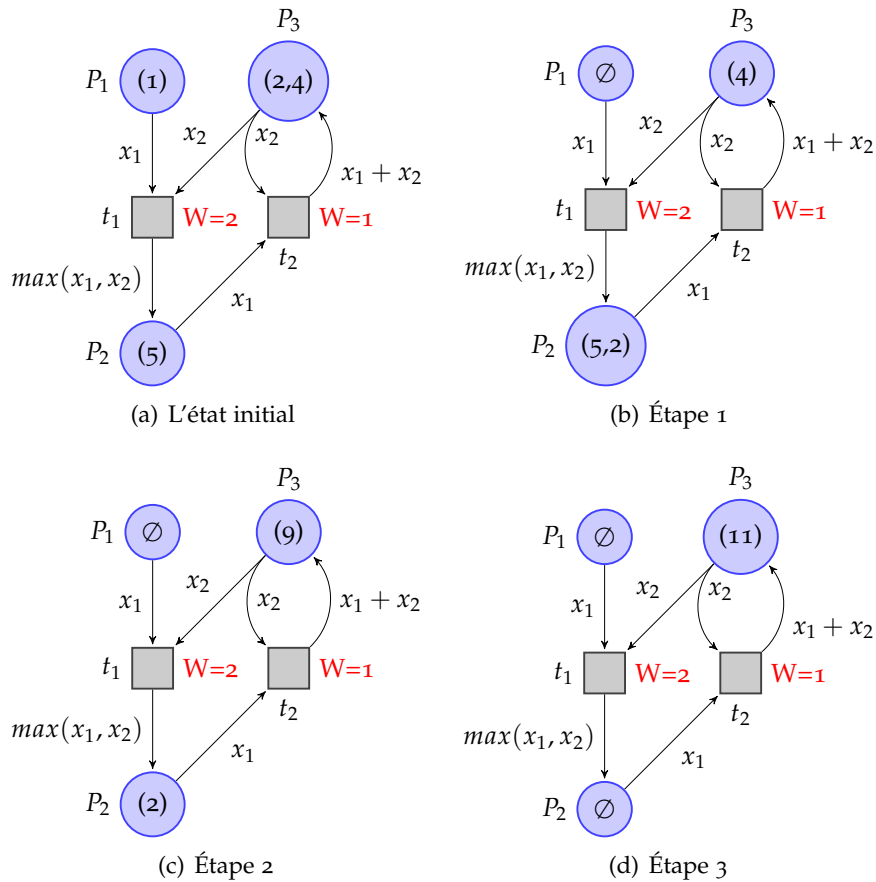 P3
P1 (1) (2,4)
x1 x2 x2 x1 + x2
t1 W=2 W=1
t2
max(x1, x2) x1
P2 (5)
(a) L'état initial
P3
P1 ∅ (4)
x1 x2 x2 x1 + x2
t1 W=2 W=1
t2
max(x1, x2) x1
P2 (5,2)
(b) Étape 1
P3
P1 ∅ (9)
x1 x2 x2 x1 + x2
t1 W=2 W=1
t2
max(x1, x2) x1
P2 (2)
(c) Étape 2
P3
P1 ∅ (11)
x1 x2 x2 x1 + x2
t1 W=2 W=1
t2
max(x1, x2) x1
P2 ∅
(d) Étape 3